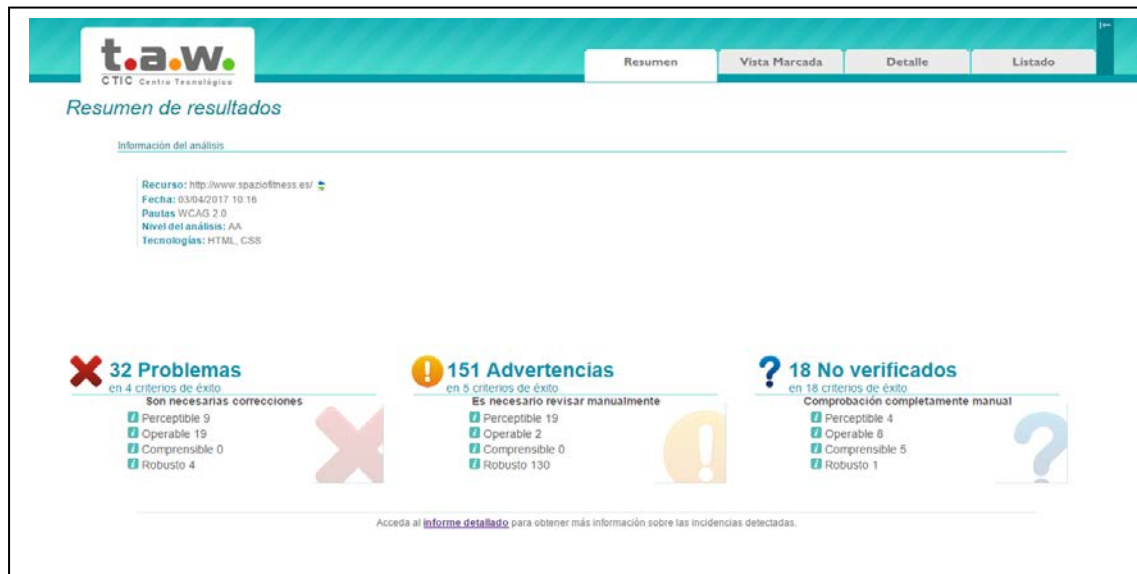 t.a.w.
CTIC Centro Tecnológico
Resumen
Vista Marcada
Detalle
Listado
Resumen de resultados
Información del análisis
Recurso: http://www.spaziofitness.es/
Fecha: 03/04/2017 10:16
Pautas WCAG 2.0
Nivel del análisis: AA
Tecnologías: HTML, CSS
32 Problemas
en 4 criterios de éxito
Son necesarias correcciones
Perceptible 9
Operable 19
Comprensible 0
Robusto 4
151 Advertencias
en 5 criterios de éxito
Es necesario revisar manualmente
Perceptible 19
Operable 2
Comprensible 0
Robusto 130
18 No verificados
en 18 criterios de éxito
Comprobación completamente manual
Perceptible 4
Operable 8
Comprensible 5
Robusto 1
Acceda al informe detallado para obtener más información sobre las incidencias detectadas.